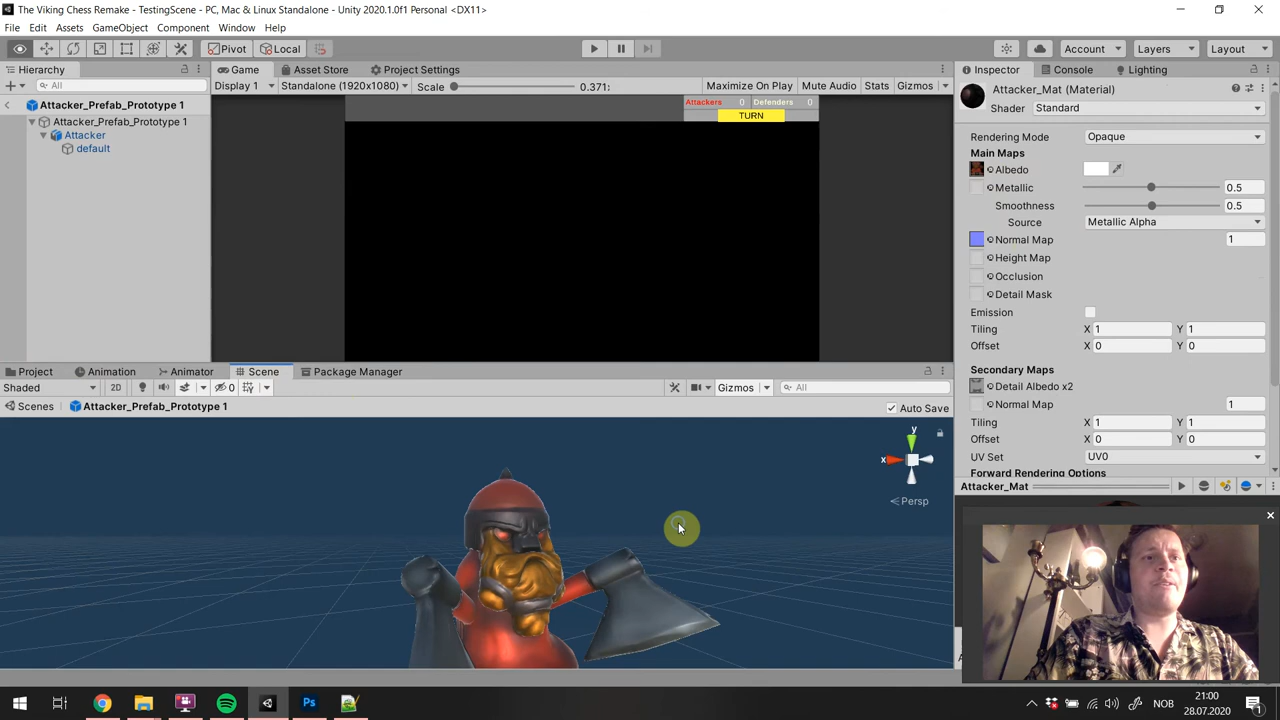 The Viking Chess Remake - TestingScene - PC, Mac & Linux Standalone - Unity 2020.1.0f1 Personal <DX11>
File Edit Assets GameObject Component Window Help
Pivot Local Account Layers Layout
Hierarchy Game Asset Store Project Settings Inspector Console Lighting
All Display 1 Standalone (1920x1080) Scale 0.371: Maximize On Play Mute Audio Stats Gizmos Attacker_Mat (Material)
Attacker_Prefab_Prototype 1 Attackers 0 Defenders 0 Shader Standard
Attacker_Prefab_Prototype 1 TURN
Attacker Rendering Mode Opaque
default Main Maps
Albedo
Metallic 0.5
Smoothness 0.5
Source Metallic Alpha
Normal Map 1
Height Map
Occlusion
Detail Mask
Emission
Tiling X 1 Y 1
Offset X 0 Y 0
Project Animation Animator Scene Package Manager Secondary Maps
Shaded 2D 0 Gizmos All Detail Albedo x2
Scenes Attacker_Prefab_Prototype 1 Auto Save Normal Map 1
Tiling X 1 Y 1
Offset X 0 Y 0
y
x
UV Set UV0
Forward Rendering Options
Attacker_Mat
Persp
Ps NOB 21:00
28.07.2020 1